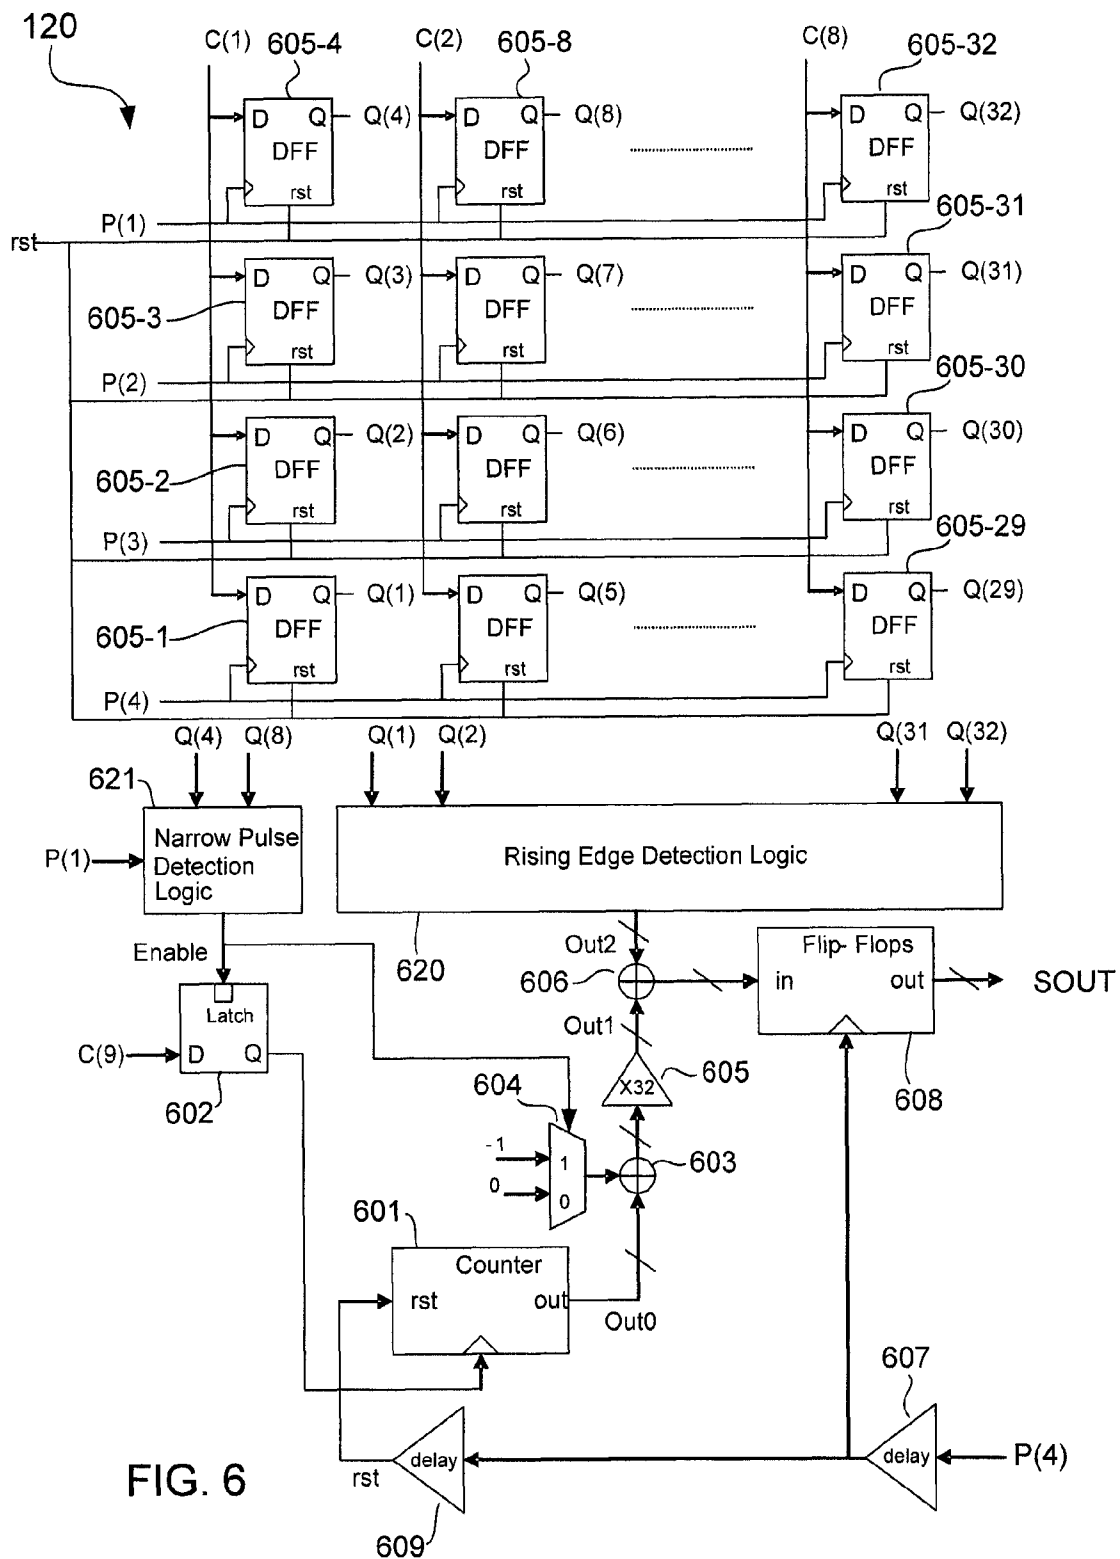 120
C(1)
605-4
C(2)
605-8
C(8)
605-32
D Q Q(4) D Q Q(8) D Q Q(32)
DFF DFF DFF
rst rst rst
P(1)
rst
605-31
D Q Q(3) D Q Q(7) D Q Q(31)
605-3 DFF DFF DFF
rst rst rst
P(2)
605-30
D Q Q(2) D Q Q(6) D Q Q(30)
605-2 DFF DFF DFF
rst rst rst
P(3)
605-29
D Q Q(1) D Q Q(5) D Q Q(29)
605-1 DFF DFF DFF
rst rst rst
P(4)
Q(4) Q(8) Q(1) Q(2) Q(31 Q(32)
621
P(1)
Narrow Pulse
Detection
Logic
Rising Edge Detection Logic
Enable
620
Out2
606
Flip- Flops
in out
SOUT
Latch
C(9) D Q
602
Out1
X32
605
608
604
-1 1
0 0
603
601
Counter
rst out
Out0
607
delay
P(4)
delay
rst
609
FIG. 6